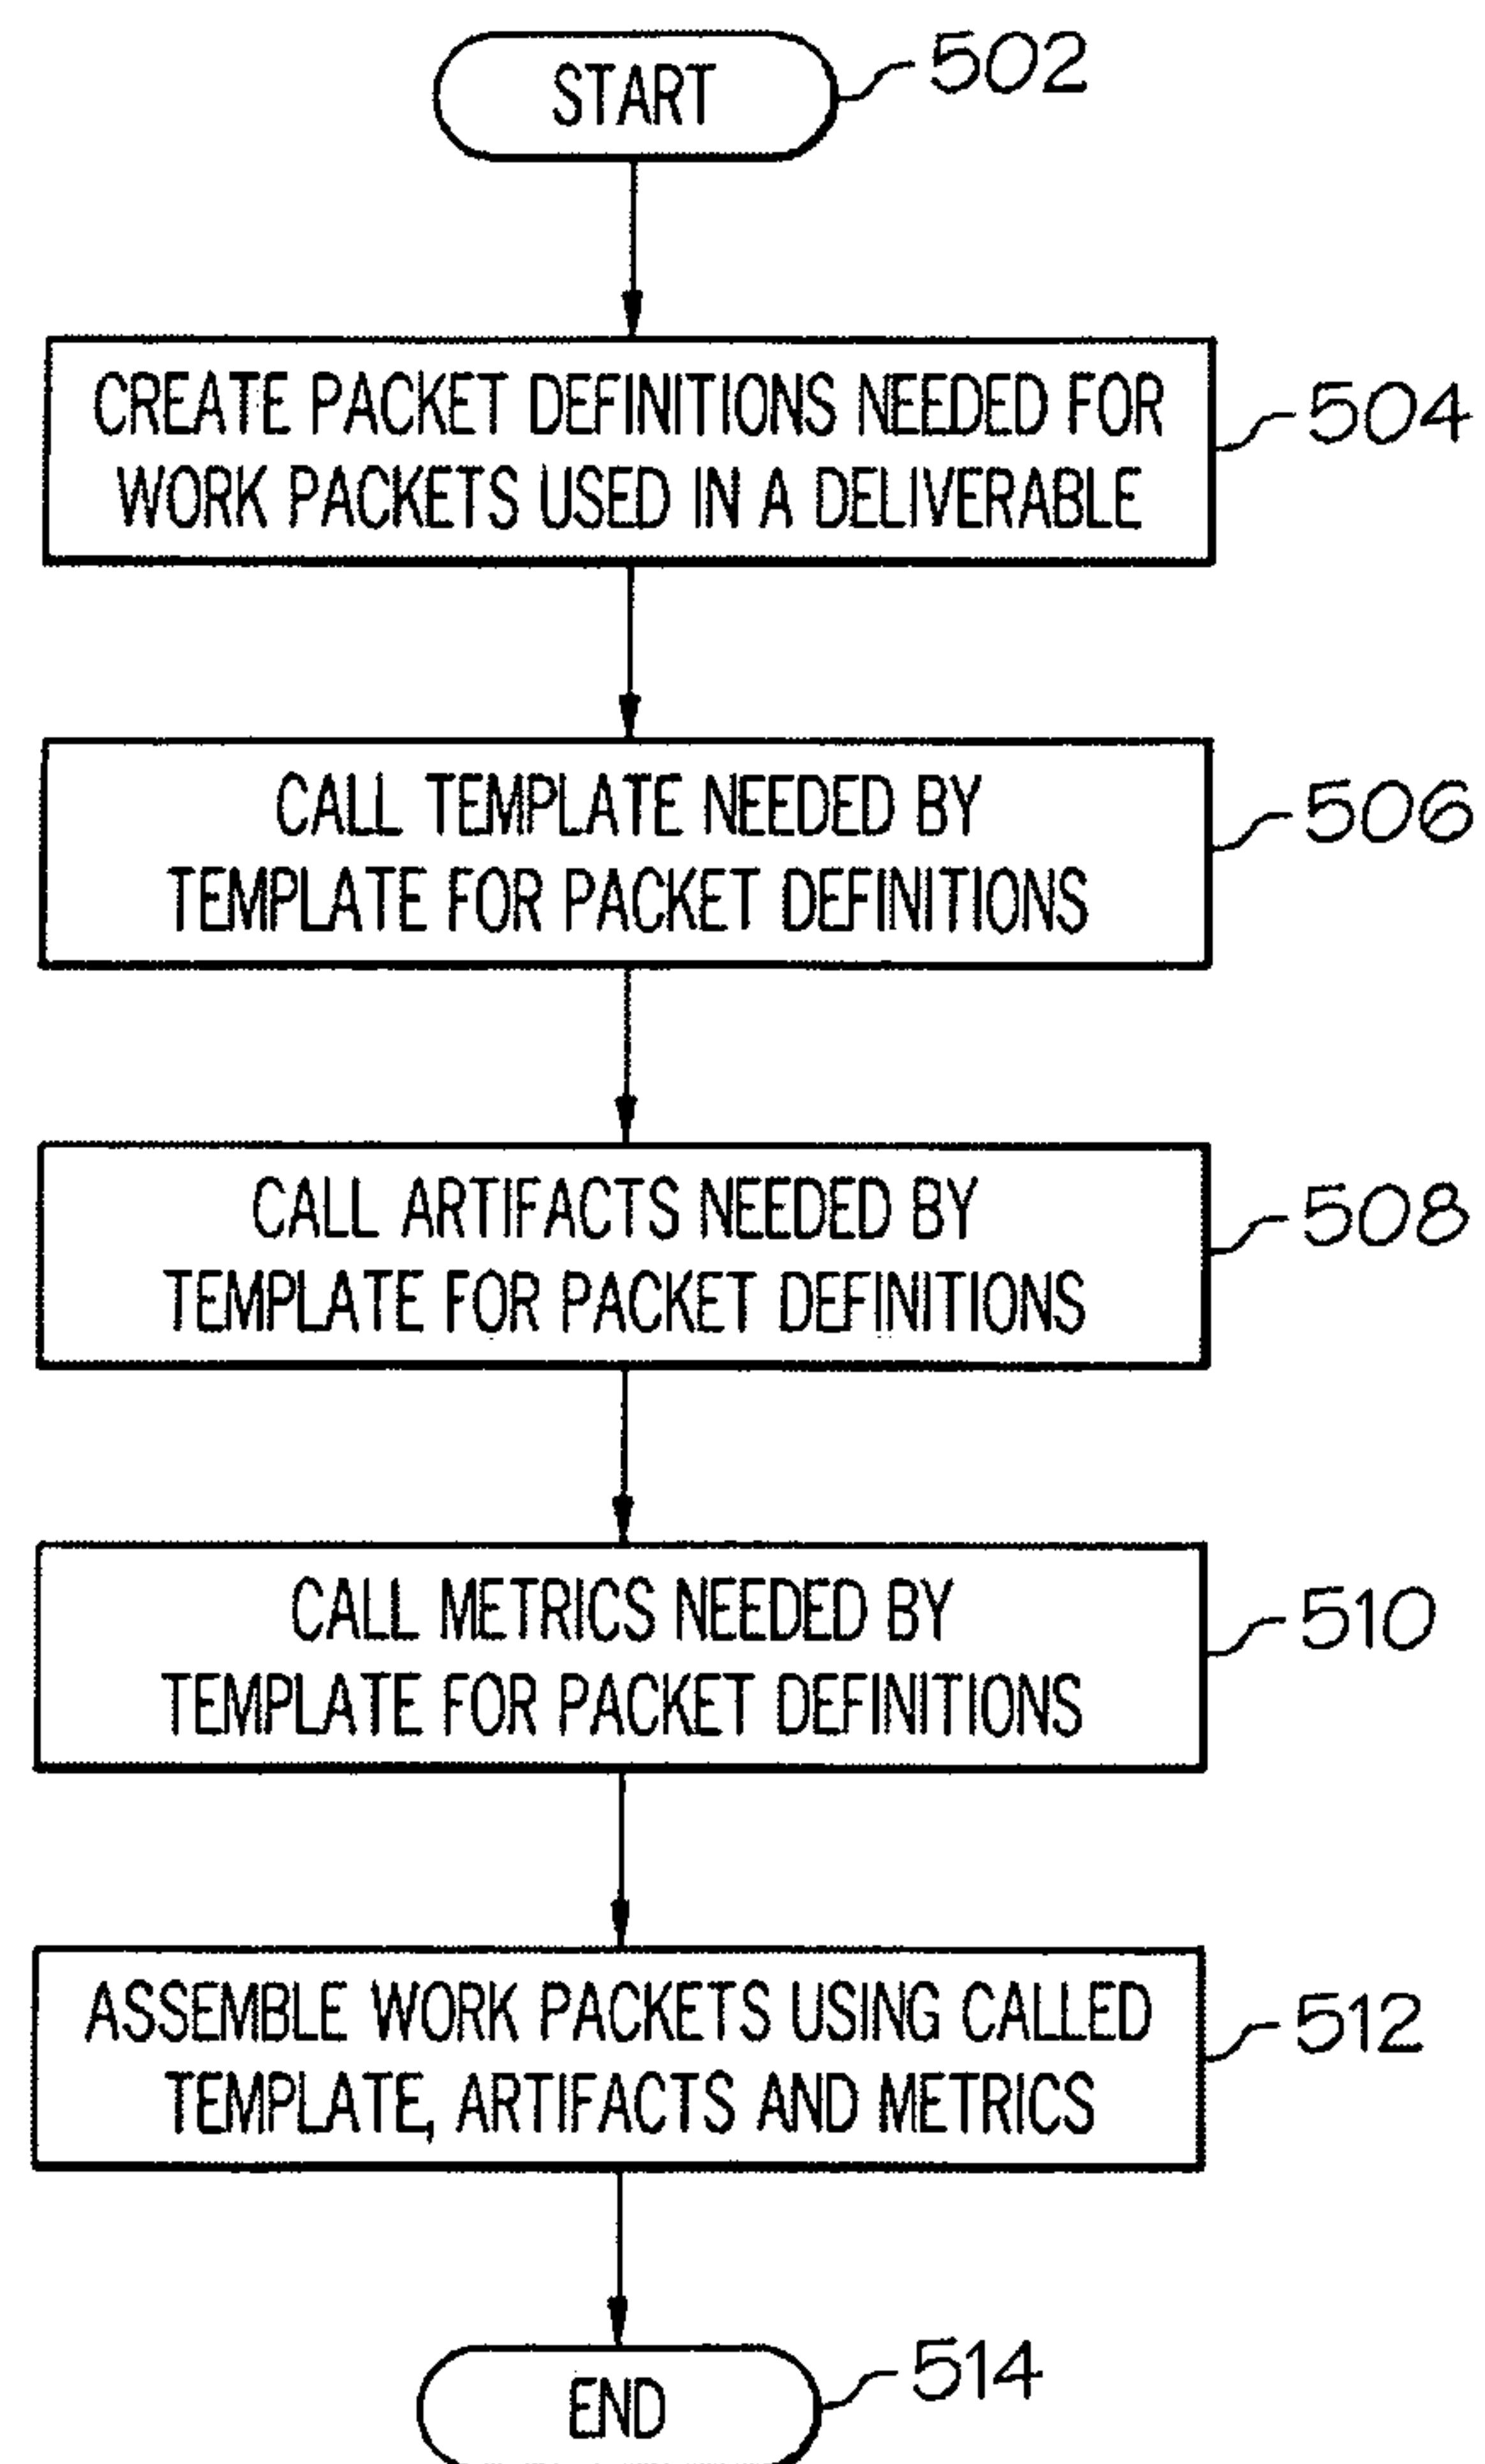 START
502
CREATE PACKET DEFINITIONS NEEDED FOR
WORK PACKETS USED IN A DELIVERABLE
504
CALL TEMPLATE NEEDED BY
TEMPLATE FOR PACKET DEFINITIONS
506
CALL ARTIFACTS NEEDED BY
TEMPLATE FOR PACKET DEFINITIONS
508
CALL METRICS NEEDED BY
TEMPLATE FOR PACKET DEFINITIONS
510
ASSEMBLE WORK PACKETS USING CALLED
TEMPLATE, ARTIFACTS AND METRICS
512
END
514